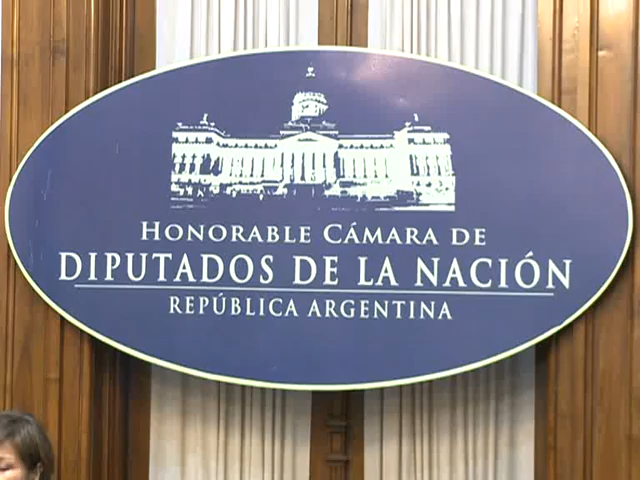 HONORABLE CÁMARA DE
DIPUTADOS DE LA NACIÓN
REPÚBLICA ARGENTINA